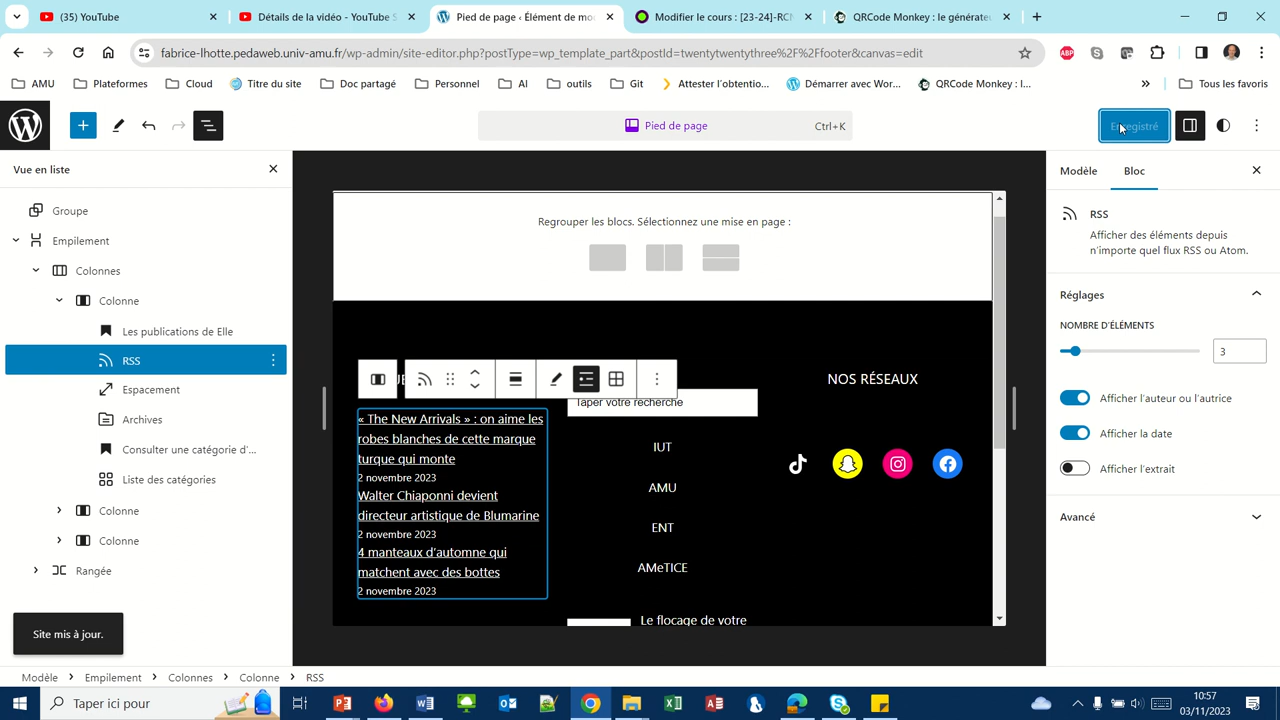 (35) YouTube
Détails de la vidéo - YouTube S
Pied de page ‹ Élément de mo
Modifier le cours : [23-24]-RCN
QRCode Monkey : le générateu
fabrice-lhotte.pedaweb.univ-amu.fr/wp-admin/site-editor.php?postType=wp_template_part&postId=twentytwentythree%2F%2Ffooter&canvas=edit
AMU
Plateformes
Cloud
Titre du site
Doc partagé
Personnel
AI
outils
Git
Attester l'obtentio...
Démarrer avec Wor...
QRCode Monkey : l...
»
Tous les favoris
Pied de page
Ctrl+K
Enregistré
Vue en liste
Groupe
Empilement
Colonnes
Colonne
Les publications de Elle
RSS
Espacement
Archives
Consulter une catégorie d'…
Liste des catégories
Colonne
Colonne
Rangée
Site mis à jour.
Regrouper les blocs. Sélectionnez une mise en page :
Taper votre recherche
NOS RÉSEAUX
« The New Arrivals » : on aime les
robes blanches de cette marque
turque qui monte
2 novembre 2023
Walter Chiaponni devient
directeur artistique de Blumarine
2 novembre 2023
4 manteaux d'automne qui
matchent avec des bottes
2 novembre 2023
IUT
AMU
ENT
AMeTICE
Le flocage de votre
Modèle
Bloc
RSS
Afficher des éléments depuis
n'importe quel flux RSS ou Atom.
Réglages
NOMBRE D'ÉLÉMENTS
3
Afficher l'auteur ou l'autrice
Afficher la date
Afficher l'extrait
Avancé
Modèle
Empilement
Colonnes
Colonne
RSS
Taper ici pour
10:57
03/11/2023